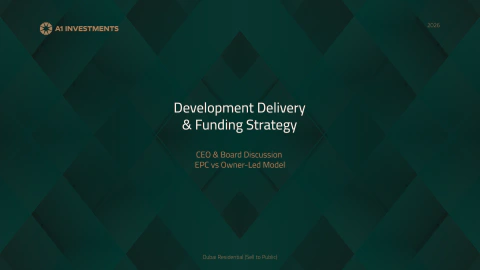 A1 INVESTMENTS
2026
Development Delivery
& Funding Strategy
CEO & Board Discussion
EPC vs Owner-Led Model
Dubai Residential (Sell to Public)